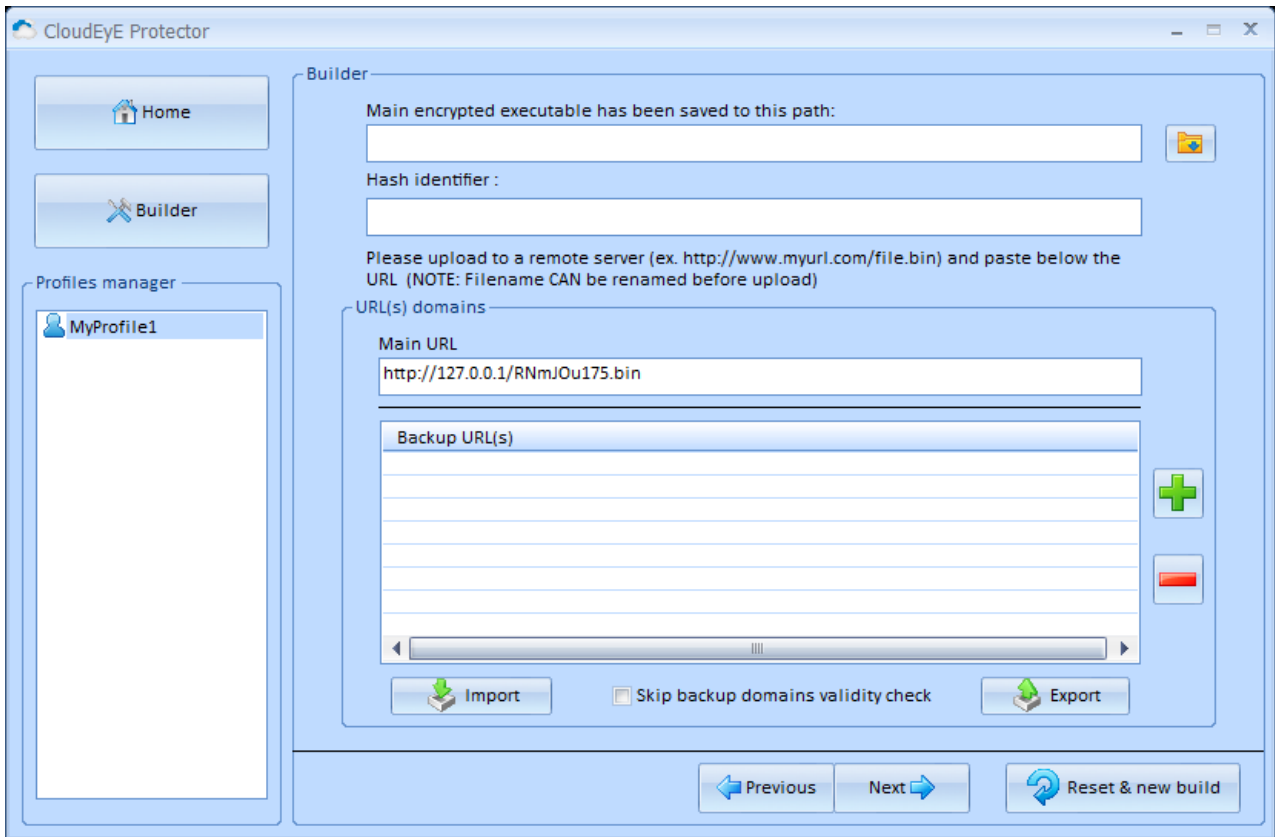 CloudEyE Protector
Home
Builder
Profiles manager
MyProfile1
Builder
Main encrypted executable has been saved to this path:
Hash identifier :
Please upload to a remote server (ex. http://www.myurl.com/file.bin) and paste below the
URL (NOTE: Filename CAN be renamed before upload)
URL(s) domains
Main URL
http://127.0.0.1/RNmJOu175.bin
Backup URL(s)
Import
Skip backup domains validity check
Export
Previous
Next
Reset & new build